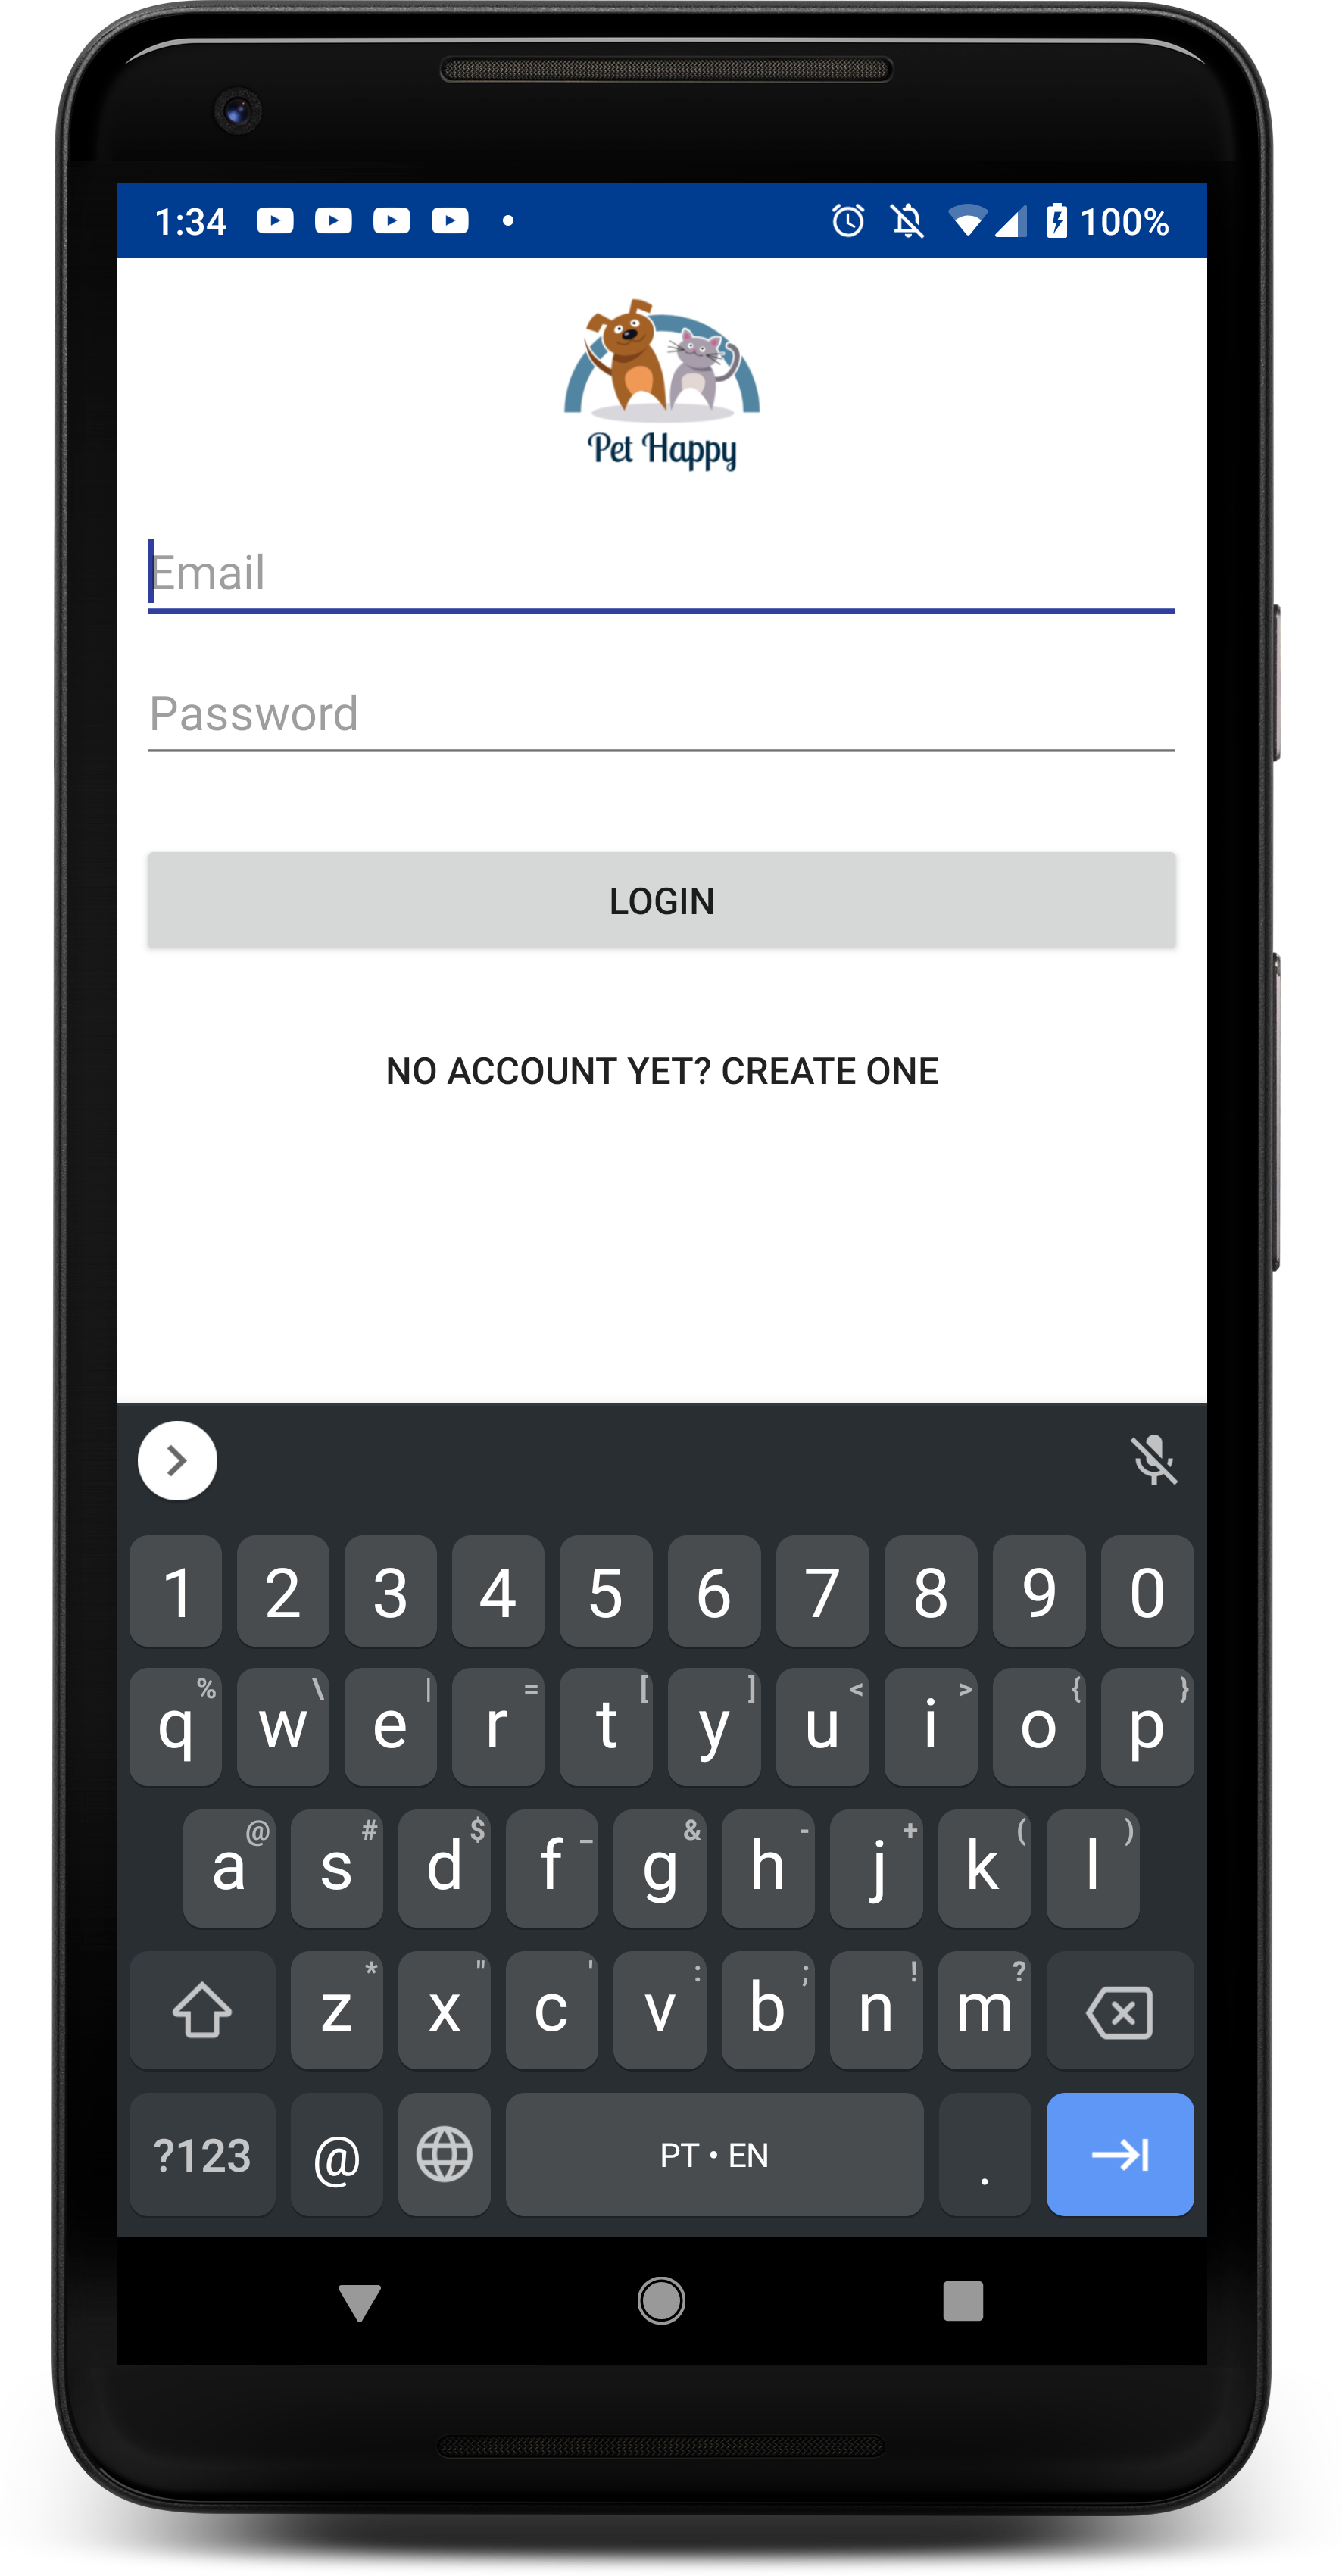 1:34 100%
Pet Happy
Email
Password
LOGIN
NO ACCOUNT YET? CREATE ONE
1 2 3 4 5 6 7 8 9 0
q % w \ e | r = t [ y ] u < i > o { p }
a @ s # d $ f _ g & h - j + k ( l )
z * x " c ' v : b ; n ! m ?
?123 @ PT • EN .